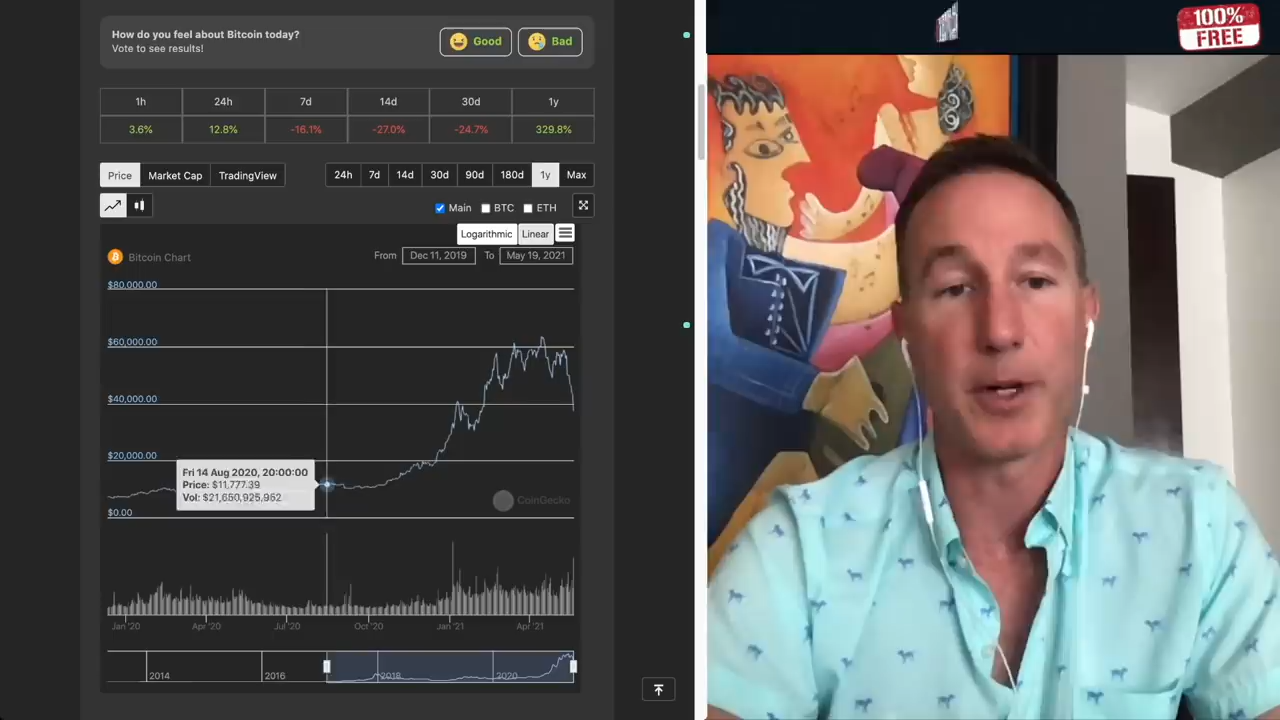 How do you feel about Bitcoin today?
Vote to see results!
Good
Bad
1h 24h 7d 14d 30d 1y
3.6% 12.8% -16.1% -27.0% -24.7% 329.8%
Price Market Cap TradingView
24h 7d 14d 30d 90d 180d 1y Max
Main BTC ETH
Logarithmic Linear
Bitcoin Chart
From Dec 11, 2019 To May 19, 2021
$80,000.00
$60,000.00
$40,000.00
$20,000.00
Fri 14 Aug 2020, 20:00:00
Price: $11,777.39
Vol: $21,650,925,952
CoinGecko
$0.00
Jan '20 Apr '20 Jul '20 Oct '20 Jan '21 Apr '21
2014 2016 2018 2020
100%
FREE